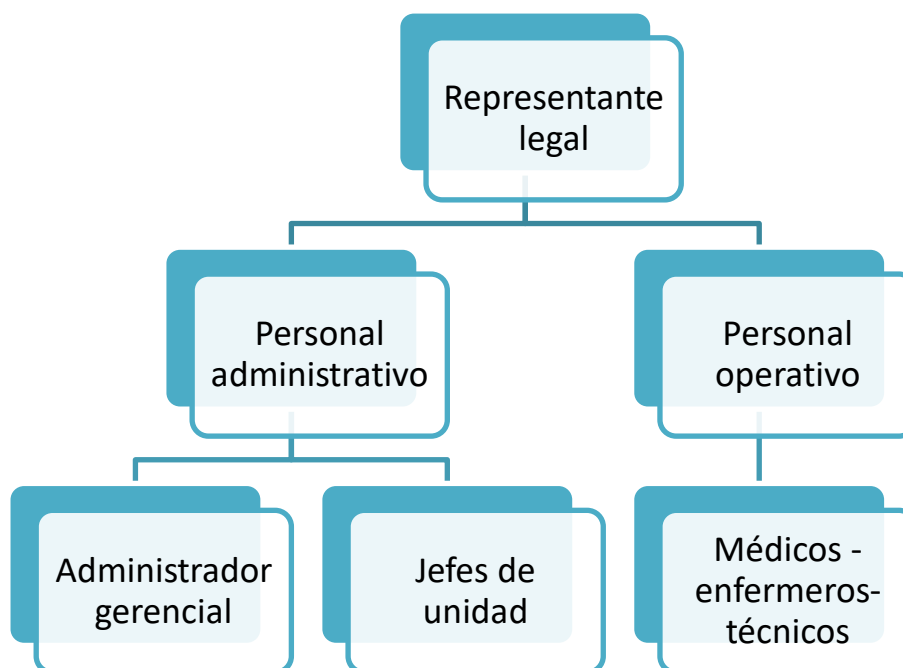 Representante
legal
Personal
administrativo
Personal
operativo
Administrador
gerencial
Jefes de
unidad
Médicos -
enfermeros-
técnicos